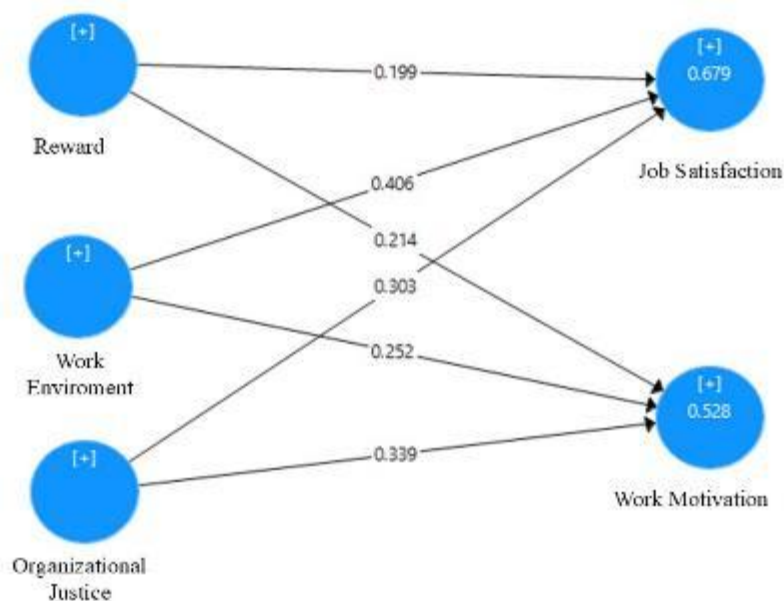 [+]
Reward
[+]
Work
Enviroment
[+]
Organizational
Justice
0.199
0.406
0.214
0.303
0.252
0.339
[+]
0.679
Job Satisfaction
[+]
0.528
Work Motivation